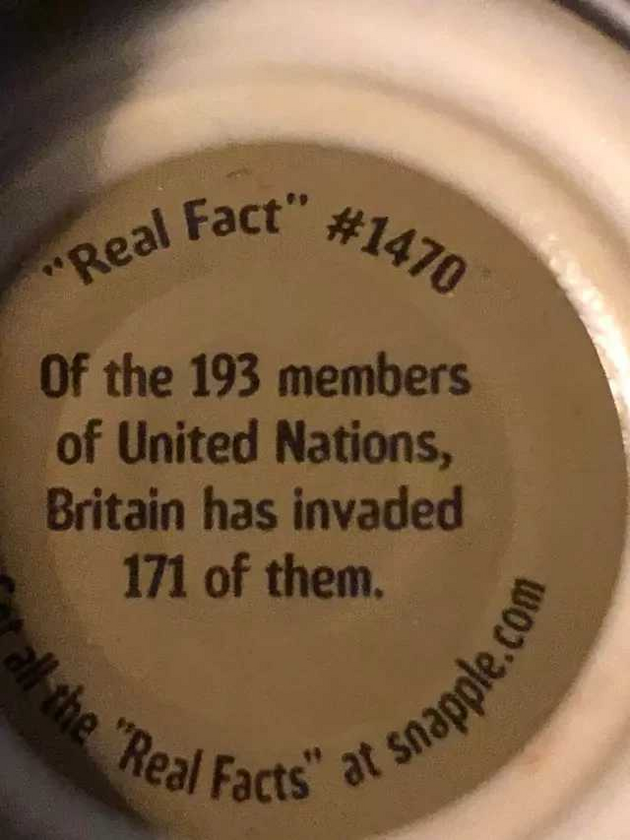 "Real Fact" #1470
Of the 193 members
of United Nations,
Britain has invaded
171 of them.
all the "Real Facts" at snapple.com